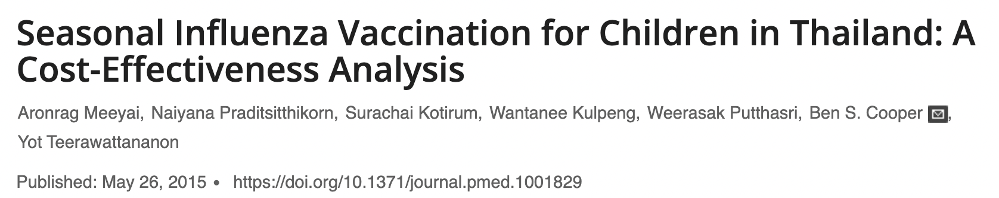 Seasonal Influenza Vaccination for Children in Thailand: A
Cost-Effectiveness Analysis
Aronrag Meeyai, Naiyana Praditsitthikorn, Surachai Kotirum, Wantanee Kulpeng, Weerasak Putthasri, Ben S. Cooper ,
Yot Teerawattananon
Published: May 26, 2015 • https://doi.org/10.1371/journal.pmed.1001829